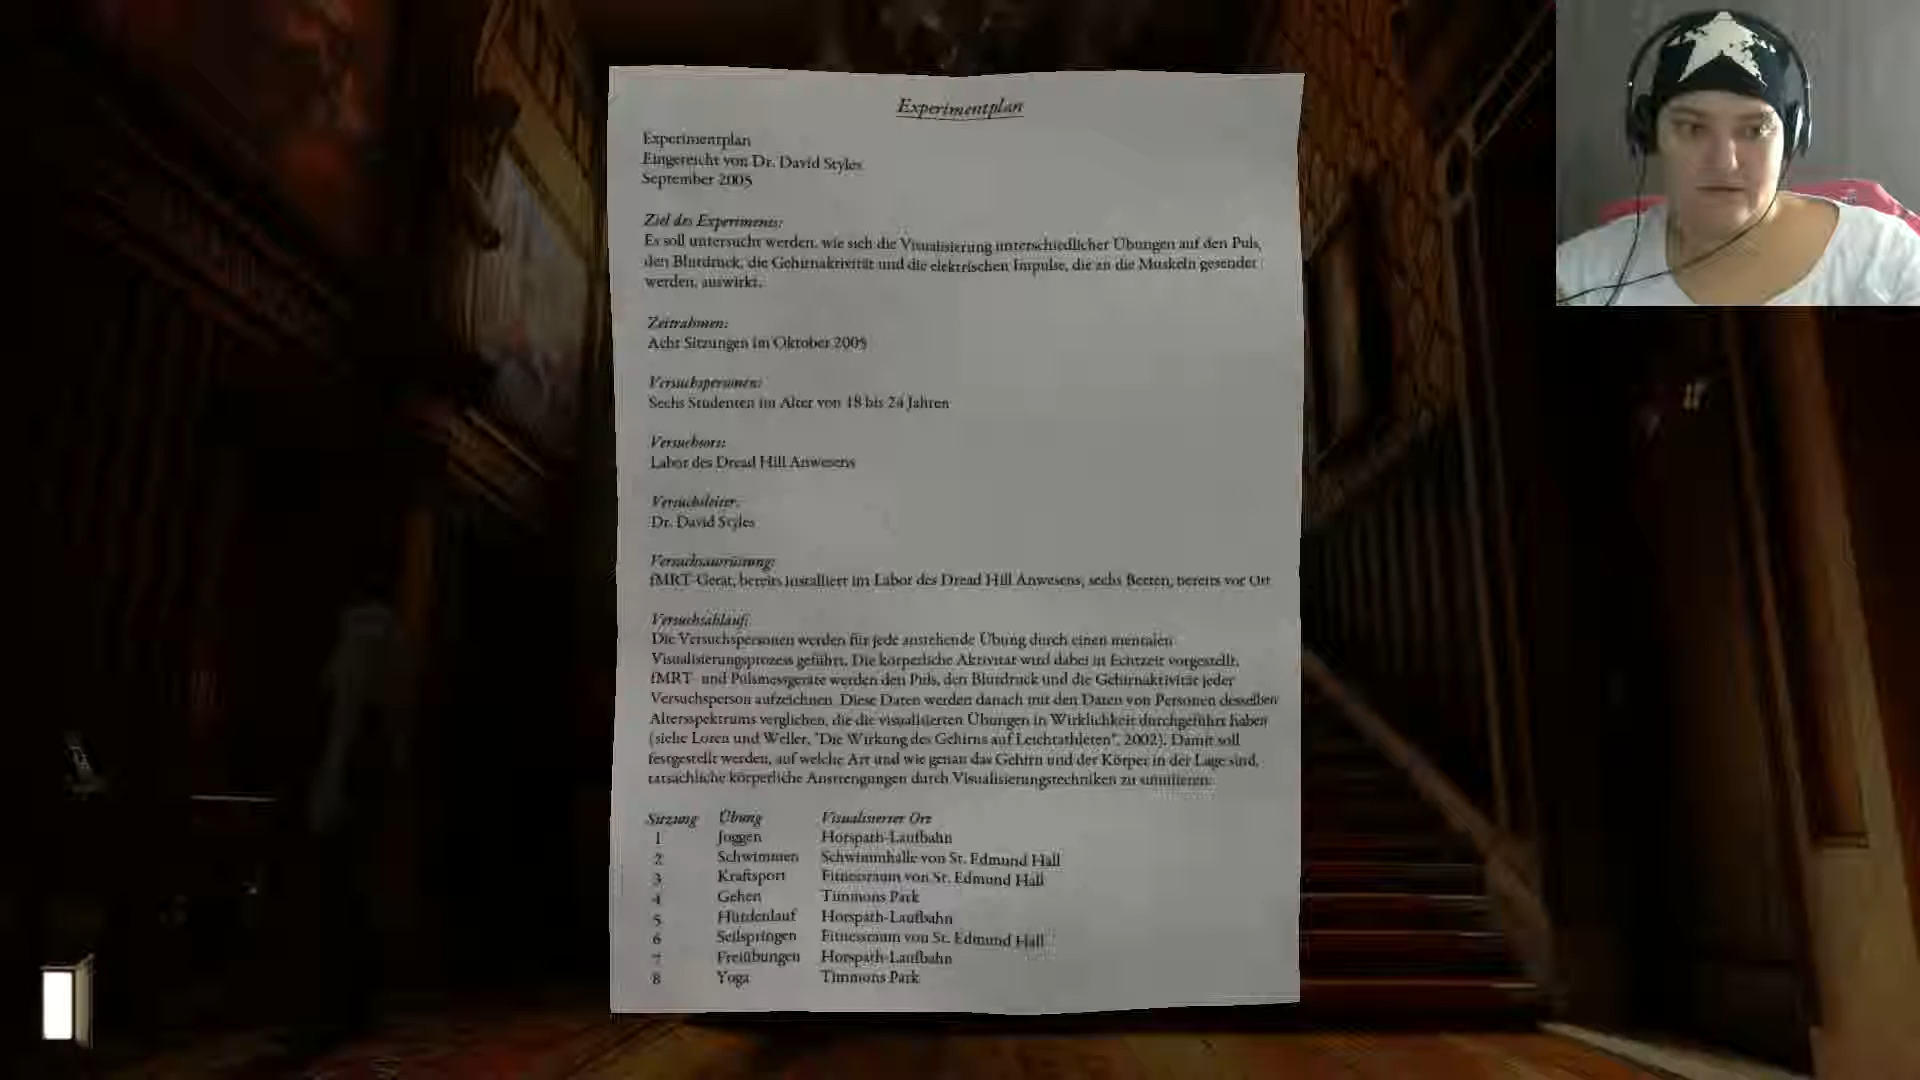 Experimentplan
Experimentplan
Eingereicht von Dr. David Styles
September 2005
Ziel des Experiments:
Es soll untersucht werden, wie sich die Visualisierung unterschiedlicher Übungen auf den Puls,
den Blutdruck, die Gehirnaktivität und die elektrischen Impulse, die an die Muskeln gesendet
werden, auswirkt.
Zeitrahmen:
Acht Sitzungen im Oktober 2005
Versuchspersonen:
Sechs Studenten im Alter von 18 bis 24 Jahren
Versuchsort:
Labor des Dread Hill Anwesens
Versuchsleiter:
Dr. David Styles
Versuchsausrüstung:
fMRT-Gerät, bereits installiert im Labor des Dread Hill Anwesens, sechs Betten, bereits vor Ort
Versuchsablauf:
Die Versuchspersonen werden für jede anstehende Übung durch einen mentalen
Visualisierungsprozess geführt. Die körperliche Aktivität wird dabei in Echtzeit vorgestellt.
fMRT- und Pulsmessgeräte werden den Puls, den Blutdruck und die Gehirnaktivität jeder
Versuchsperson aufzeichnen. Diese Daten werden danach mit den Daten von Personen desselben
Altersspektrums verglichen, die die visualisierten Übungen in Wirklichkeit durchgeführt haben
(siehe Loren und Weller, "Die Wirkung des Gehirns auf Leichtathleten", 2002). Damit soll
festgestellt werden, auf welche Art und wie genau das Gehirn und der Körper in der Lage sind,
tatsächliche körperliche Anstrengungen durch Visualisierungstechniken zu simulieren.
Sitzung Übung Visualisierter Ort
1 Joggen Horspath-Laufbahn
2 Schwimmen Schwimmhalle von St. Edmund Hall
3 Kraftsport Fitnessraum von St. Edmund Hall
4 Gehen Timmons Park
5 Hürdenlauf Horspath-Laufbahn
6 Seilspringen Fitnessraum von St. Edmund Hall
7 Freiübungen Horspath-Laufbahn
8 Yoga Timmons Park